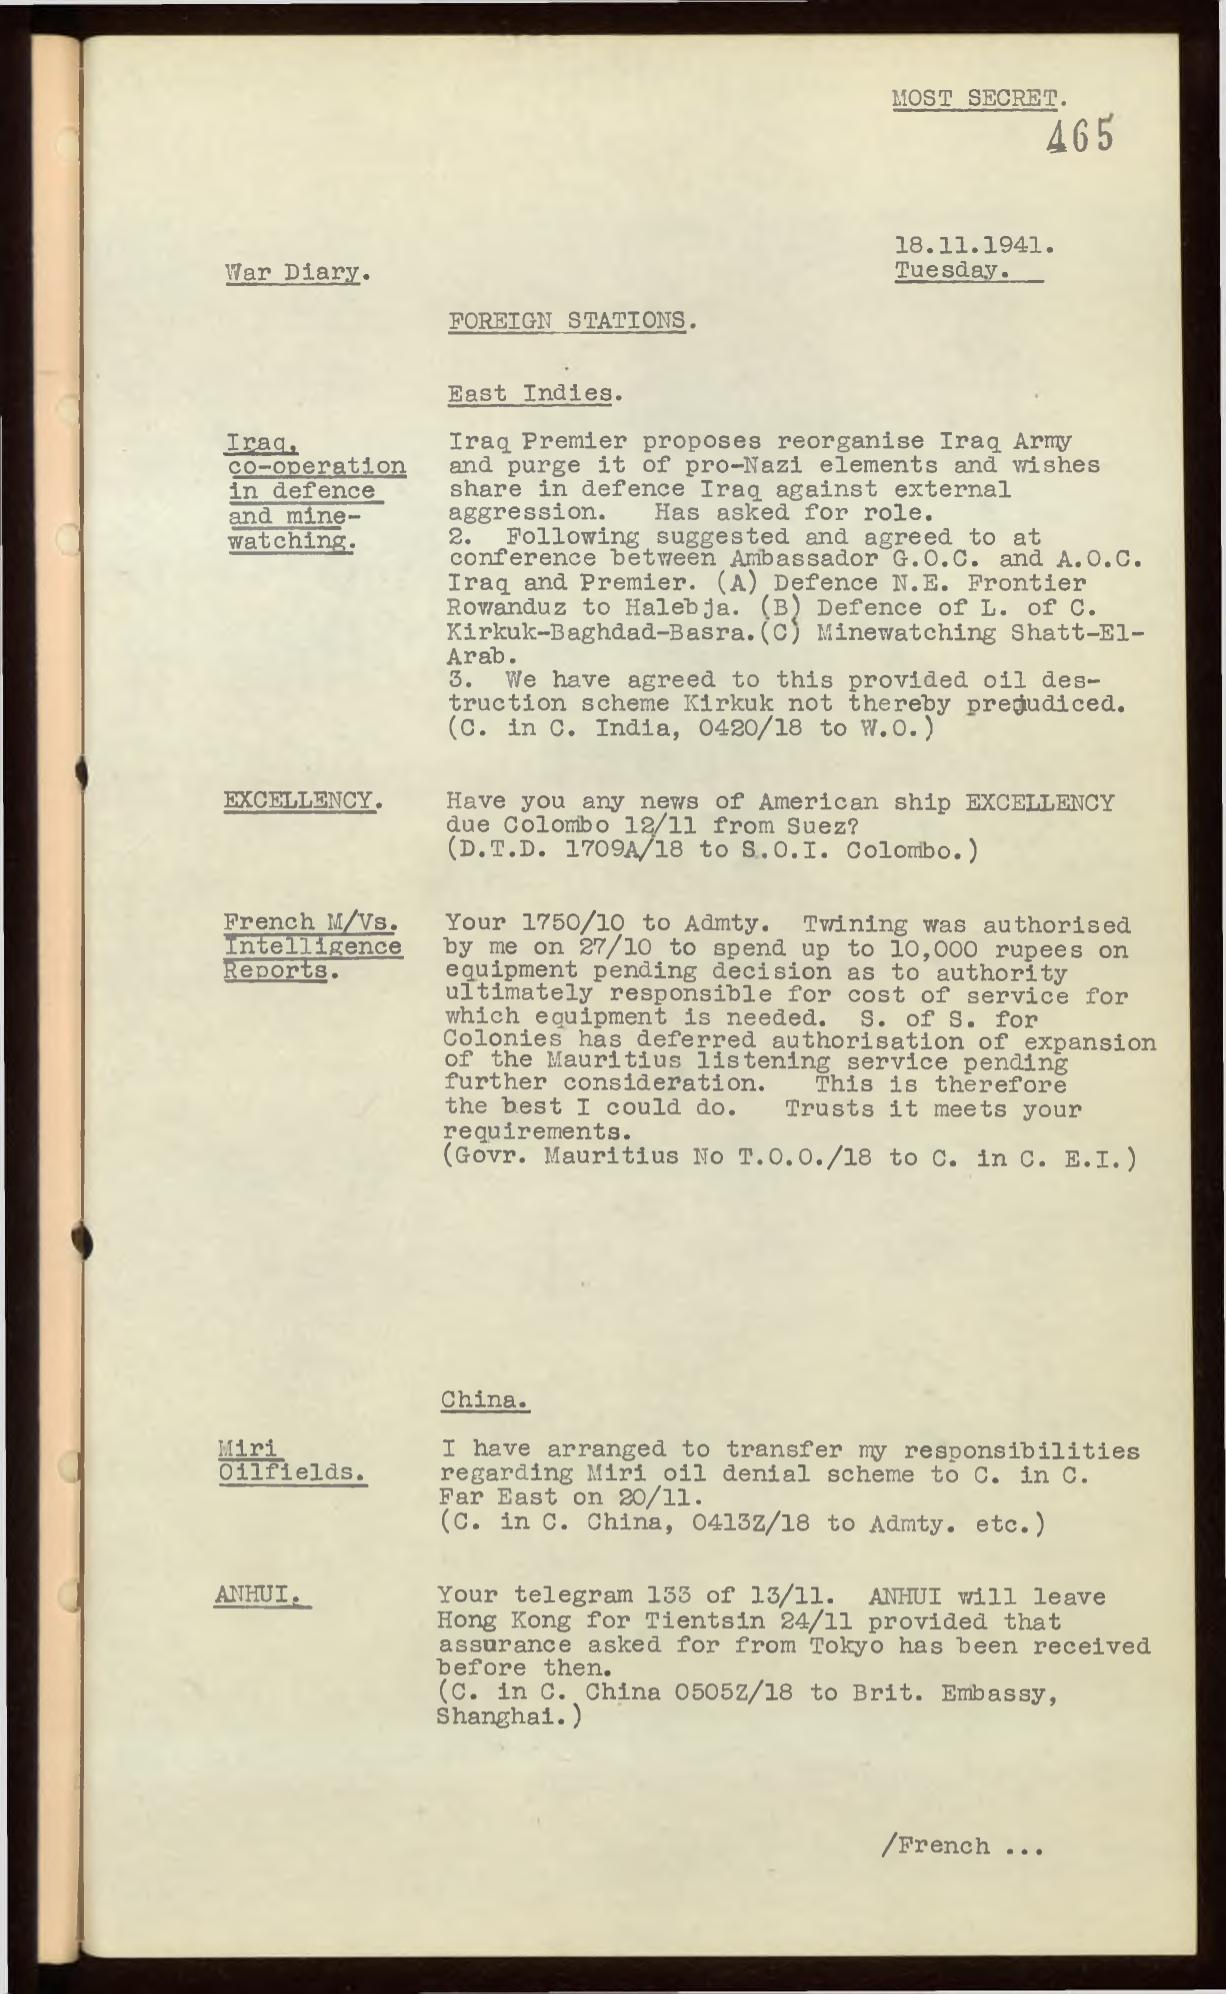 MOST SECRET.
465
18.11.1941.
War Diary.
Tuesday.
FOREIGN STATIONS.
East Indies.
Iraq,
co-operation
in defence
and mine-
watching.
Iraq Premier proposes reorganise Iraq Army
and purge it of pro-Nazi elements and wishes
share in defence Iraq against external
aggression. Has asked for role.
2. Following suggested and agreed to at
conference between Ambassador G.O.C. and A.O.C.
Iraq and Premier. (A) Defence N.E. Frontier
Rowanduz to Halebja. (B) Defence of L. of C.
Kirkuk-Baghdad-Basra.(C) Minewatching Shatt-El-
Arab.
3. We have agreed to this provided oil des-
truction scheme Kirkuk not thereby prejudiced.
(C. in C. India, 0420/18 to W.O.)
EXCELLENCY.
Have you any news of American ship EXCELLENCY
due Colombo 12/11 from Suez?
(D.T.D. 1709A/18 to S.O.I. Colombo.)
French M/Vs.
Intelligence
Reports.
Your 1750/10 to Admty. Twining was authorised
by me on 27/10 to spend up to 10,000 rupees on
equipment pending decision as to authority
ultimately responsible for cost of service for
which equipment is needed. S. of S. for
Colonies has deferred authorisation of expansion
of the Mauritius listening service pending
further consideration. This is therefore
the best I could do. Trusts it meets your
requirements.
(Govr. Mauritius No T.O.O./18 to C. in C. E.I.)
China.
Miri
Oilfields.
I have arranged to transfer my responsibilities
regarding Miri oil denial scheme to C. in C.
Far East on 20/11.
(C. in C. China, 0413Z/18 to Admty. etc.)
ANHUI.
Your telegram 133 of 13/11. ANHUI will leave
Hong Kong for Tientsin 24/11 provided that
assurance asked for from Tokyo has been received
before then.
(C. in C. China 0505Z/18 to Brit. Embassy,
Shanghai.)
/French ...